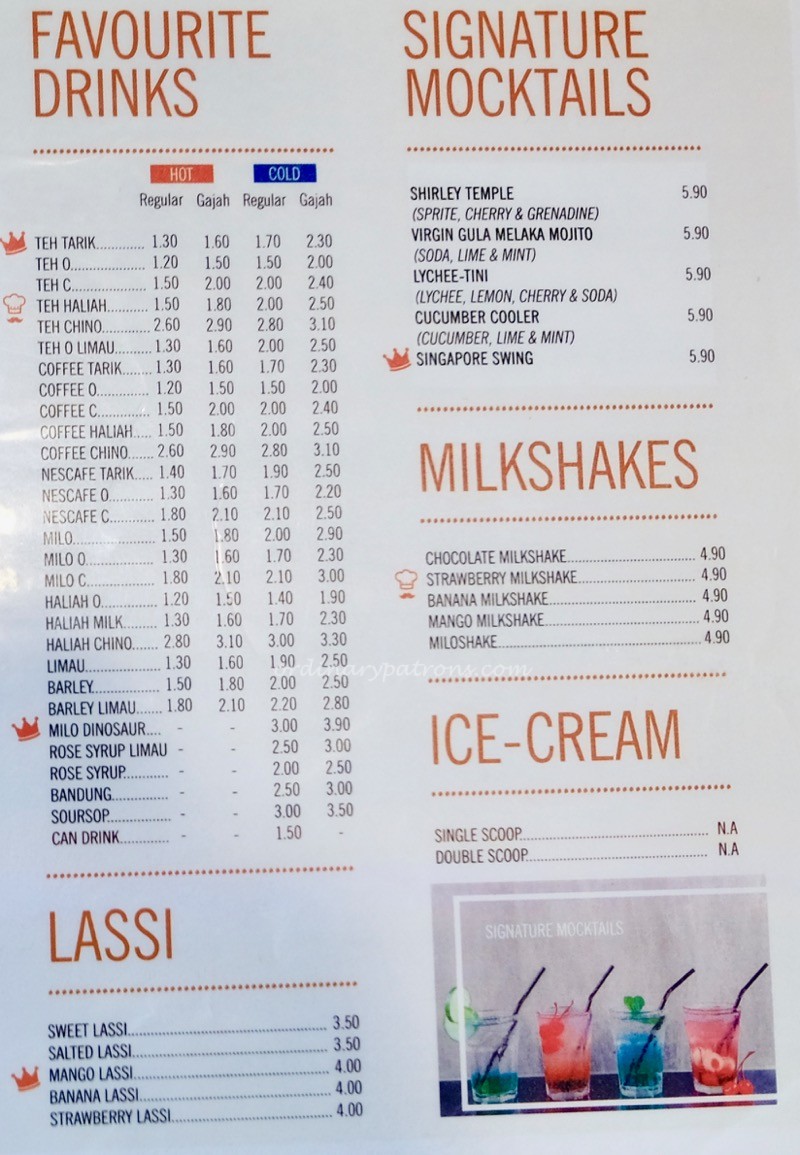 FAVOURITE
DRINKS
HOT COLD
Regular Gajah Regular Gajah
TEH TARIK............. 1.30 1.60 1.70 2.30
TEH O.................... 1.20 1.50 1.50 2.00
TEH C.................... 1.50 2.00 2.00 2.40
TEH HALIAH........... 1.50 1.80 2.00 2.50
TEH CHINO............. 2.60 2.90 2.80 3.10
TEH O LIMAU.......... 1.30 1.60 2.00 2.50
COFFEE TARIK........ 1.30 1.60 1.70 2.30
COFFEE O.............. 1.20 1.50 1.50 2.00
COFFEE C.............. 1.50 2.00 2.00 2.40
COFFEE HALIAH..... 1.50 1.80 2.00 2.50
COFFEE CHINO....... 2.60 2.90 2.80 3.10
NESCAFE TARIK..... 1.40 1.70 1.90 2.50
NESCAFE O............ 1.30 1.60 1.70 2.20
NESCAFE C............ 1.80 2.10 2.10 2.50
MILO...................... 1.50 1.80 2.00 2.90
MILO O................... 1.30 1.60 1.70 2.30
MILO C................... 1.80 2.10 2.10 3.00
HALIAH O............... 1.20 1.50 1.40 1.90
HALIAH MILK.......... 1.30 1.60 1.70 2.30
HALIAH CHINO....... 2.80 3.10 3.00 3.30
LIMAU.................... 1.30 1.60 1.90 2.50
BARLEY.................. 1.50 1.80 2.00 2.50
BARLEY LIMAU....... 1.80 2.10 2.20 2.80
MILO DINOSAUR.... - - 3.00 3.90
ROSE SYRUP LIMAU - - 2.50 3.00
ROSE SYRUP............ - - 2.00 2.50
BANDUNG............... - - 2.50 3.00
SOURSOP................ - - 3.00 3.50
CAN DRINK............. - - 1.50 -
LASSI
SWEET LASSI.................................................... 3.50
SALTED LASSI................................................... 3.50
MANGO LASSI................................................... 4.00
BANANA LASSI.................................................. 4.00
STRAWBERRY LASSI.......................................... 4.00
SIGNATURE
MOCKTAILS
SHIRLEY TEMPLE 5.90
(SPRITE, CHERRY & GRENADINE)
VIRGIN GULA MELAKA MOJITO 5.90
(SODA, LIME & MINT)
LYCHEE-TINI 5.90
(LYCHEE, LEMON, CHERRY & SODA)
CUCUMBER COOLER 5.90
(CUCUMBER, LIME & MINT)
SINGAPORE SWING 5.90
MILKSHAKES
CHOCOLATE MILKSHAKE................................. 4.90
STRAWBERRY MILKSHAKE.............................. 4.90
BANANA MILKSHAKE...................................... 4.90
MANGO MILKSHAKE....................................... 4.90
MILOSHAKE................................................... 4.90
ICE-CREAM
SINGLE SCOOP................................................ N.A
DOUBLE SCOOP.............................................. N.A
SIGNATURE MOCKTAILS
ordinarypatrons.com